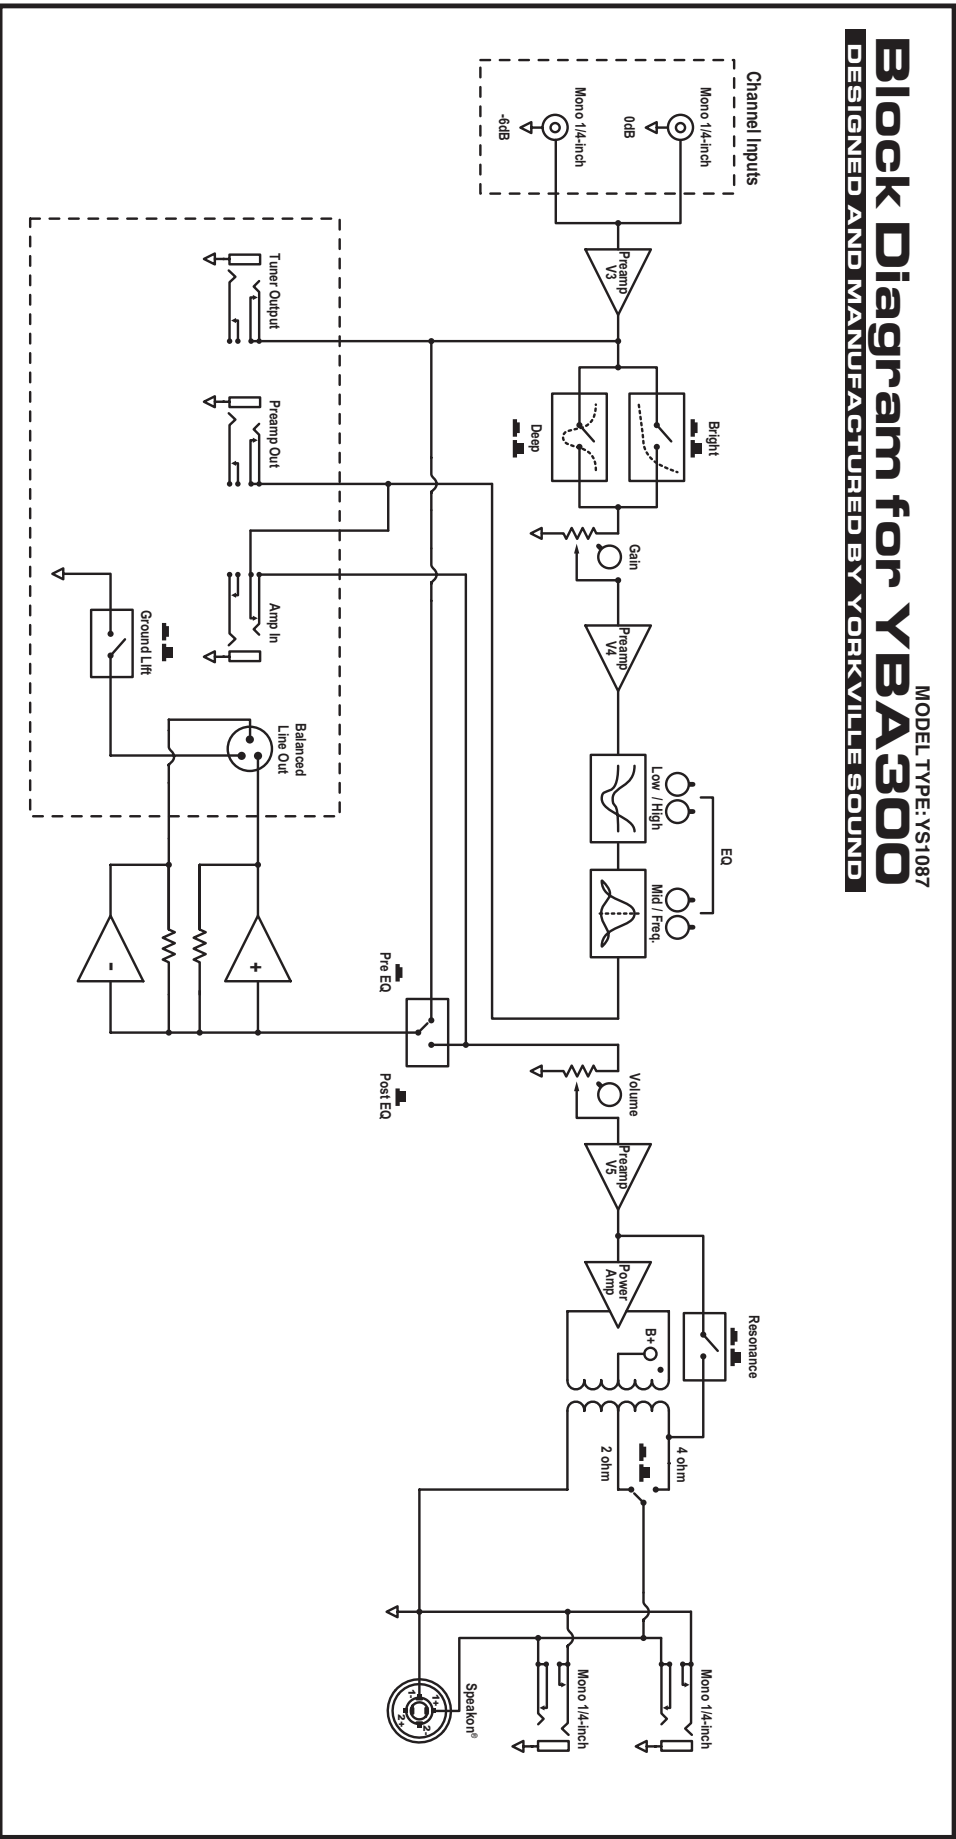 MODEL TYPE: YS1087
Block Diagram for YBA300
DESIGNED AND MANUFACTURED BY YORKVILLE SOUND
Channel Inputs
Mono 1/4-inch
0dB
Mono 1/4-inch
-6dB
Preamp
V3
Bright
Deep
Gain
Preamp
V4
EQ
Low / High
Mid / Freq.
Volume
Preamp
V5
Power
Amp
Resonance
B+
4 ohm
2 ohm
Mono 1/4-inch
Mono 1/4-inch
Speakon®
1+
1-
2+
2-
Tuner Output
Preamp Out
Amp In
Ground Lift
Balanced
Line Out
+
-
Pre EQ
Post EQ